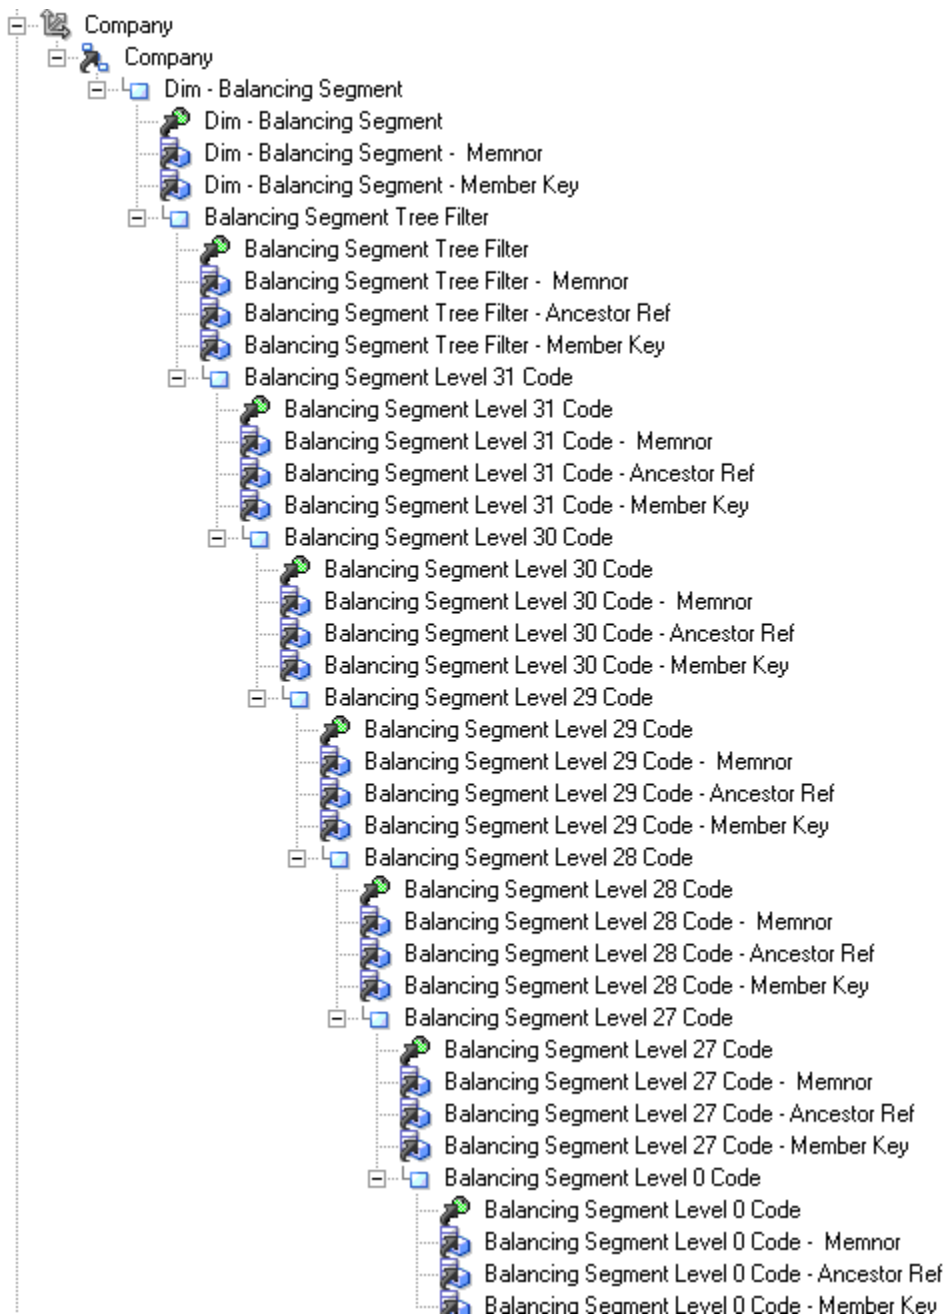 Company
Company
Dim - Balancing Segment
Dim - Balancing Segment
Dim - Balancing Segment -  Memnor
Dim - Balancing Segment - Member Key
Balancing Segment Tree Filter
Balancing Segment Tree Filter
Balancing Segment Tree Filter -  Memnor
Balancing Segment Tree Filter - Ancestor Ref
Balancing Segment Tree Filter - Member Key
Balancing Segment Level 31 Code
Balancing Segment Level 31 Code
Balancing Segment Level 31 Code -  Memnor
Balancing Segment Level 31 Code - Ancestor Ref
Balancing Segment Level 31 Code - Member Key
Balancing Segment Level 30 Code
Balancing Segment Level 30 Code
Balancing Segment Level 30 Code -  Memnor
Balancing Segment Level 30 Code - Ancestor Ref
Balancing Segment Level 30 Code - Member Key
Balancing Segment Level 29 Code
Balancing Segment Level 29 Code
Balancing Segment Level 29 Code -  Memnor
Balancing Segment Level 29 Code - Ancestor Ref
Balancing Segment Level 29 Code - Member Key
Balancing Segment Level 28 Code
Balancing Segment Level 28 Code
Balancing Segment Level 28 Code -  Memnor
Balancing Segment Level 28 Code - Ancestor Ref
Balancing Segment Level 28 Code - Member Key
Balancing Segment Level 27 Code
Balancing Segment Level 27 Code
Balancing Segment Level 27 Code -  Memnor
Balancing Segment Level 27 Code - Ancestor Ref
Balancing Segment Level 27 Code - Member Key
Balancing Segment Level 0 Code
Balancing Segment Level 0 Code
Balancing Segment Level 0 Code -  Memnor
Balancing Segment Level 0 Code - Ancestor Ref
Balancing Segment Level 0 Code - Member Key